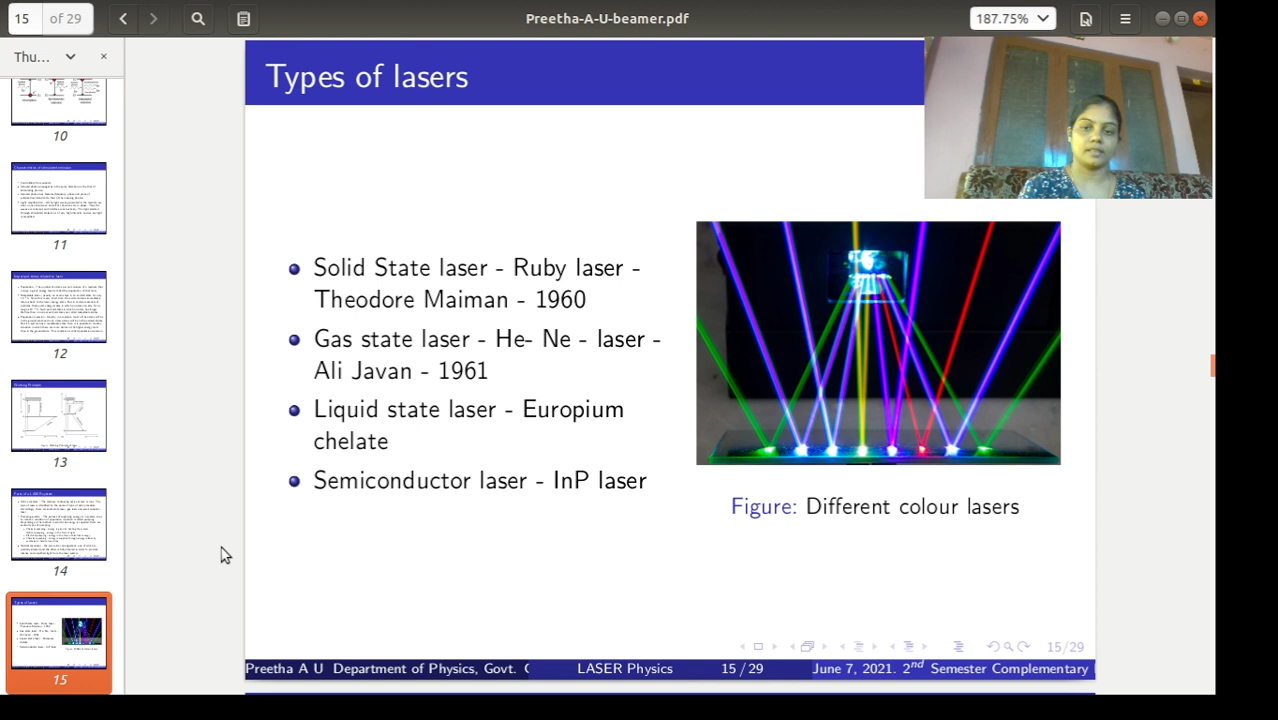 15 of 29
Preetha-A-U-beamer.pdf
187.75%
Thu...
10
11
12
13
14
15
Types of lasers
Solid State laser - Ruby laser -
Theodore Maiman - 1960
Gas state laser - He- Ne - laser -
Ali Javan - 1961
Liquid state laser - Europium
chelate
Semiconductor laser - InP laser
Figure: Different colour lasers
15/29
Preetha A U Department of Physics, Govt.
LASER Physics
15 / 29
June 7, 2021. 2nd Semester Complementary